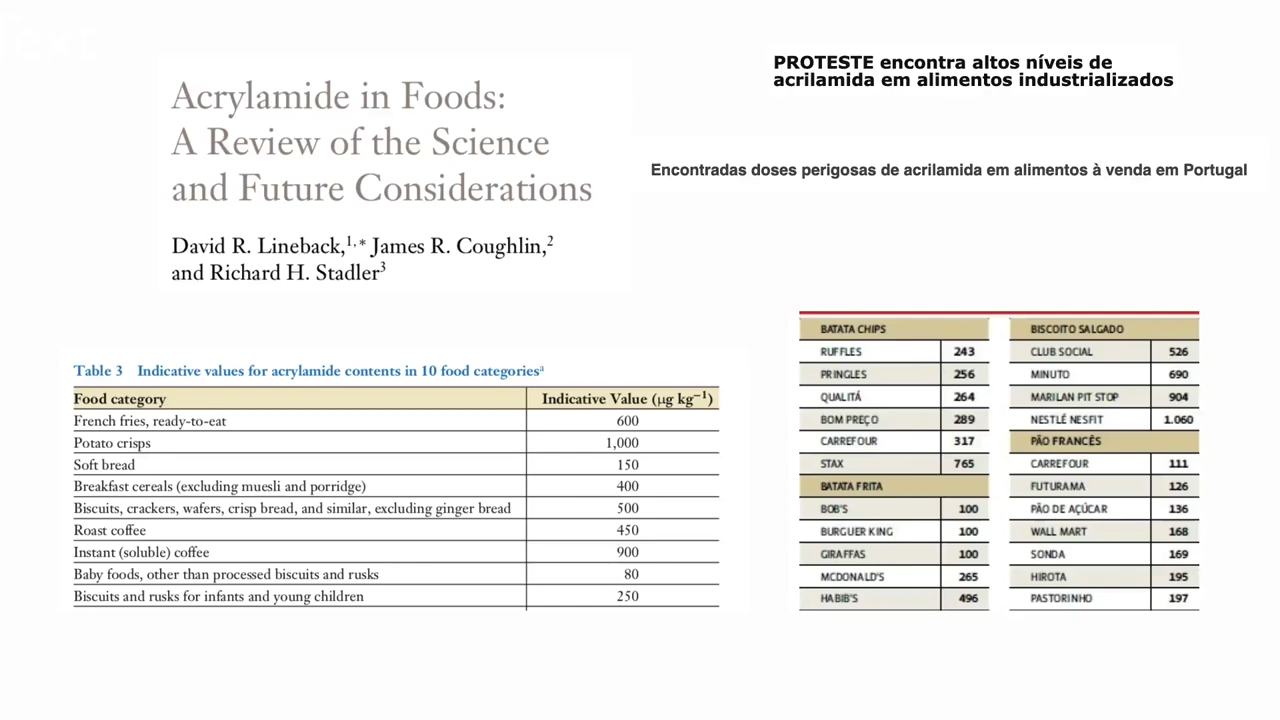 Text
Acrylamide in Foods:
A Review of the Science
and Future Considerations
David R. Lineback,1,* James R. Coughlin,2
and Richard H. Stadler3
PROTESTE encontra altos níveis de
acrilamida em alimentos industrializados
Encontradas doses perigosas de acrilamida em alimentos à venda em Portugal
Table 3 Indicative values for acrylamide contents in 10 food categoriesa
Food category Indicative Value (μg kg−1)
French fries, ready-to-eat 600
Potato crisps 1,000
Soft bread 150
Breakfast cereals (excluding muesli and porridge) 400
Biscuits, crackers, wafers, crisp bread, and similar, excluding ginger bread 500
Roast coffee 450
Instant (soluble) coffee 900
Baby foods, other than processed biscuits and rusks 80
Biscuits and rusks for infants and young children 250
BATATA CHIPS
RUFFLES 243
PRINGLES 256
QUALITÁ 264
BOM PREÇO 289
CARREFOUR 317
STAX 765
BATATA FRITA
BOB'S 100
BURGUER KING 100
GIRAFFAS 100
MCDONALD'S 265
HABIB'S 496
BISCOITO SALGADO
CLUB SOCIAL 526
MINUTO 690
MARILAN PIT STOP 904
NESTLÉ NESFIT 1.060
PÃO FRANCÊS
CARREFOUR 111
FUTURAMA 126
PÃO DE AÇÚCAR 136
WALL MART 168
SONDA 169
HIROTA 195
PASTORINHO 197